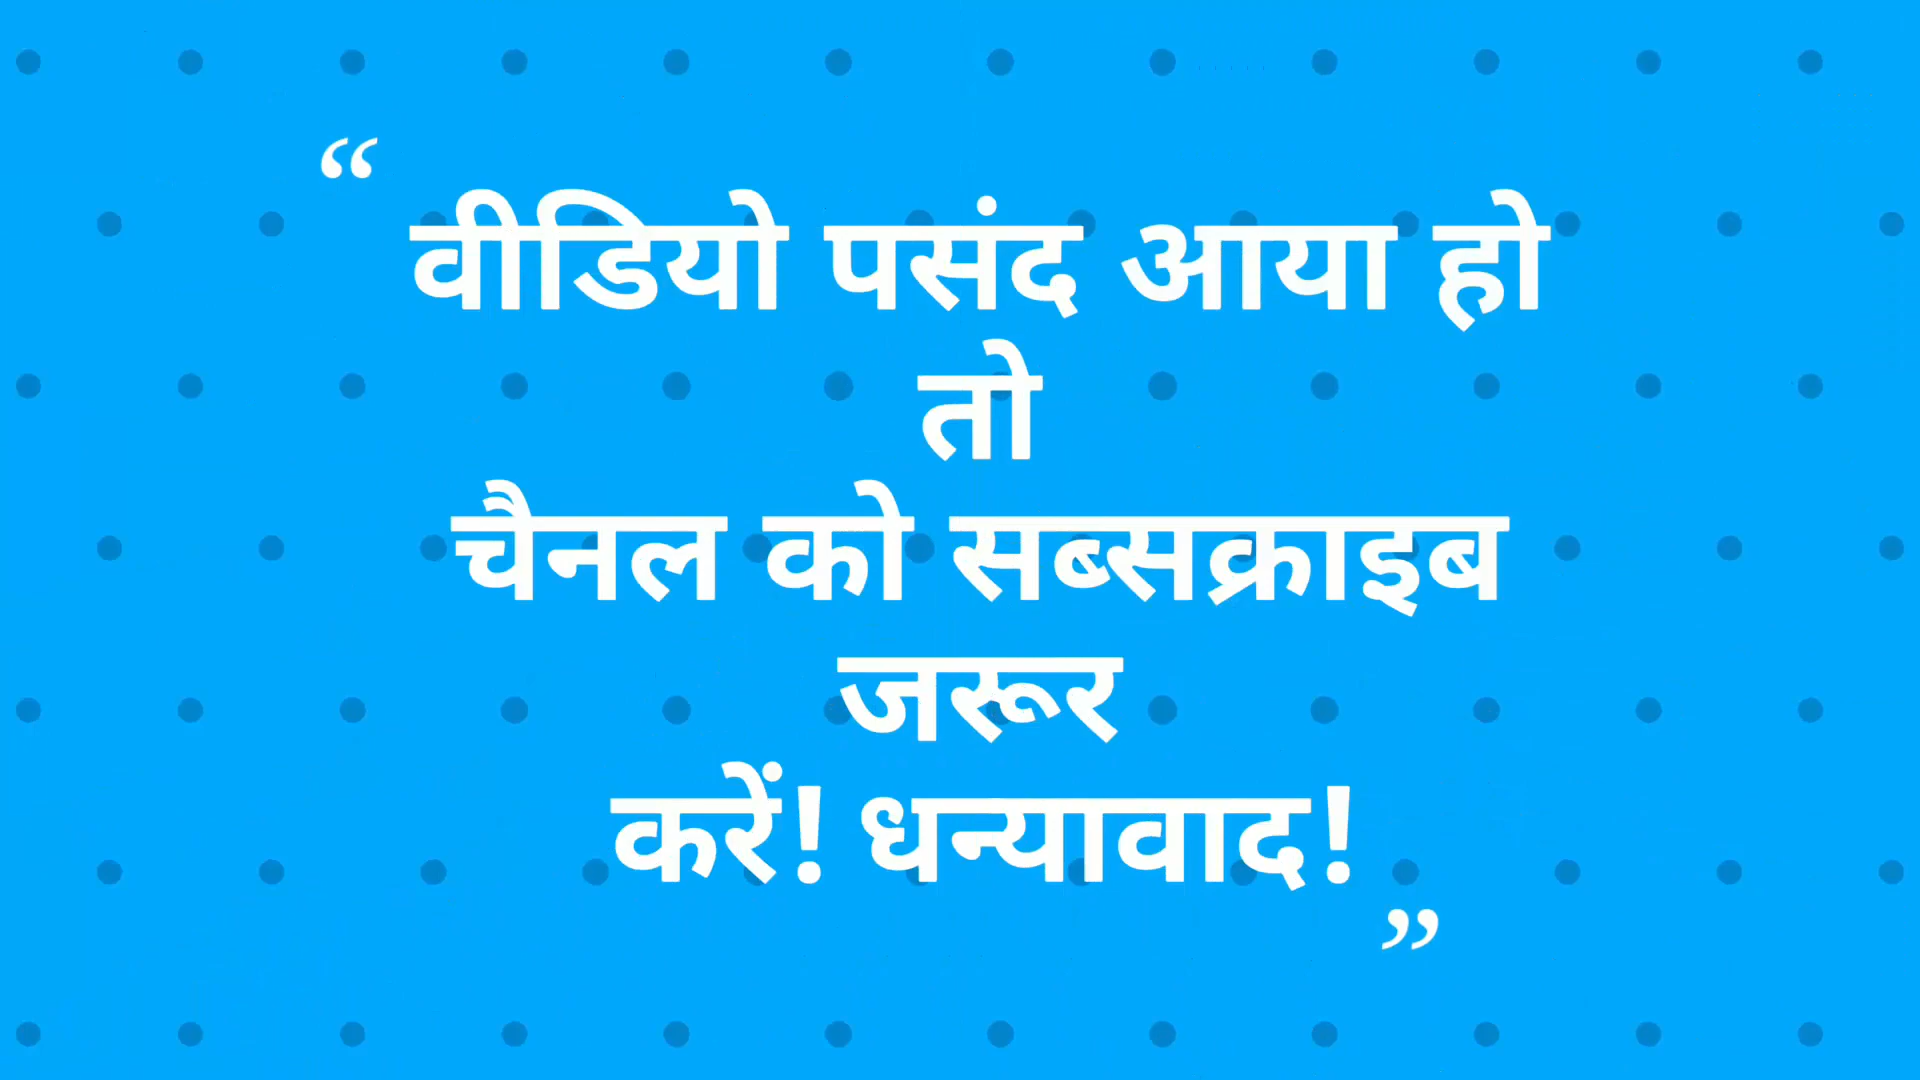 “
वीडियो पसंद आया हो
तो
चैनल को सब्सक्राइब
जरूर
करें! धन्यावाद!
”